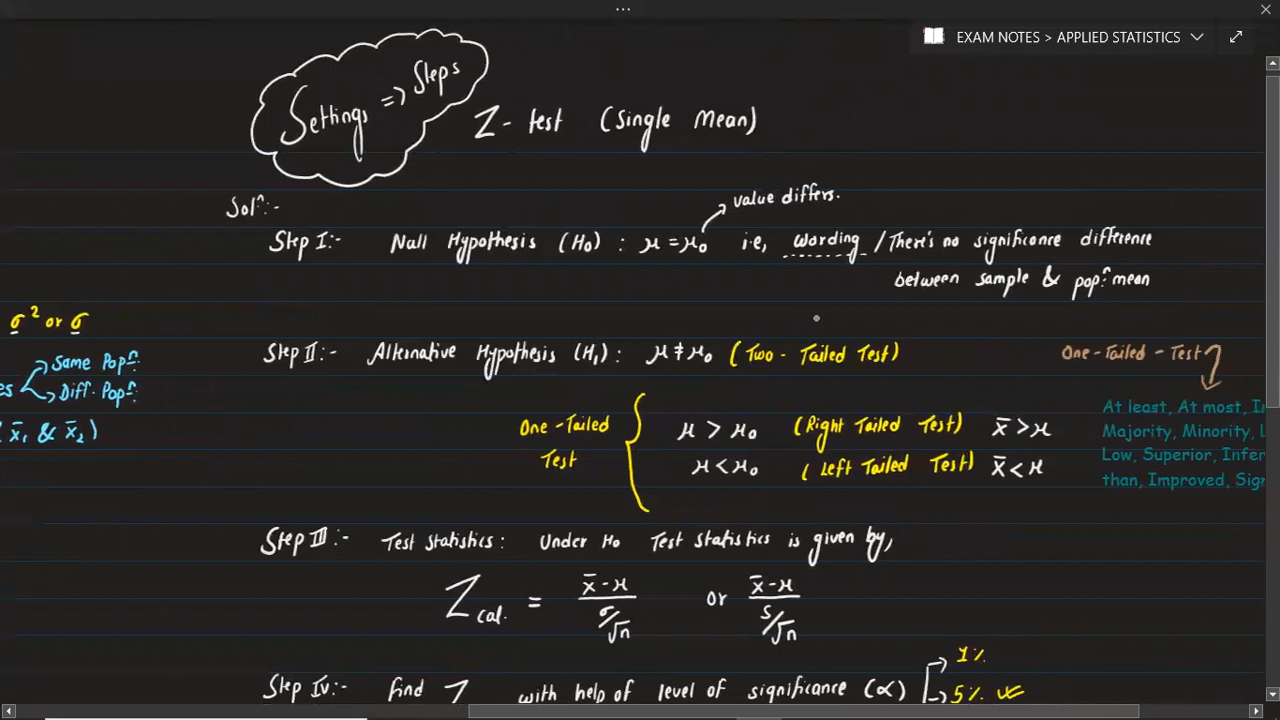 EXAM NOTES > APPLIED STATISTICS
Settings => Steps
Z- test (Single Mean)
Solⁿ:-
value differs.
Step I:- Null Hypothesis (H₀) : μ = μ₀ i.e, wording / There's no significance difference
between sample & popⁿ. mean
σ² or σ
Same Popⁿ.
Diff. Popⁿ.
(x̄₁ & x̄₂)
Step II:- Alternative Hypothesis (H₁) : μ ≠ μ₀ (Two - Tailed Test)
One-Tailed-Test
One-Tailed
Test
μ > μ₀ (Right Tailed Test) x̄ > μ
μ < μ₀ (Left Tailed Test) x̄ < μ
At least, At most,
Majority, Minority,
Low, Superior,
than, Improved,
Step III:- Test statistics : Under H₀ Test statistics is given by,
Z cal. = x̄-μ / σ/√n or x̄-μ / s/√n
Step IV:- find Z with help of level of significance (α)
1%
5%